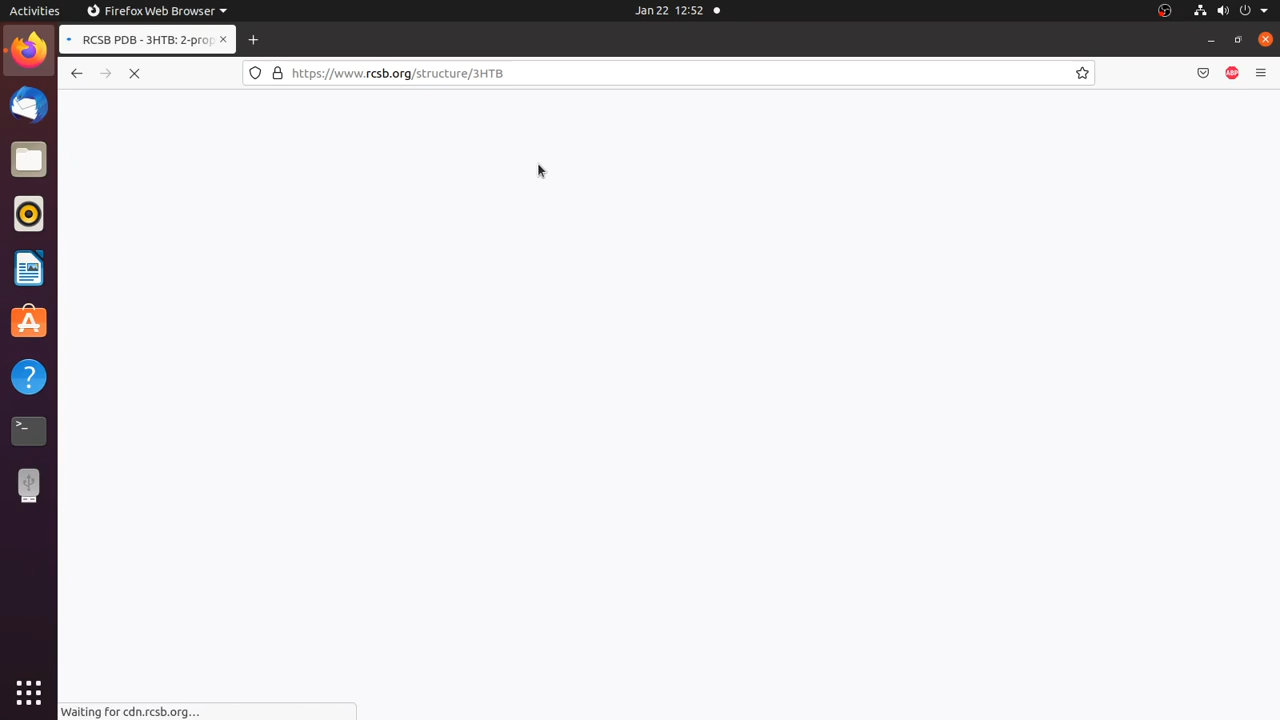 Activities
Firefox Web Browser
Jan 22 12:52
RCSB PDB - 3HTB: 2-prop
https://www.rcsb.org/structure/3HTB
ABP
?
>_
Waiting for cdn.rcsb.org…